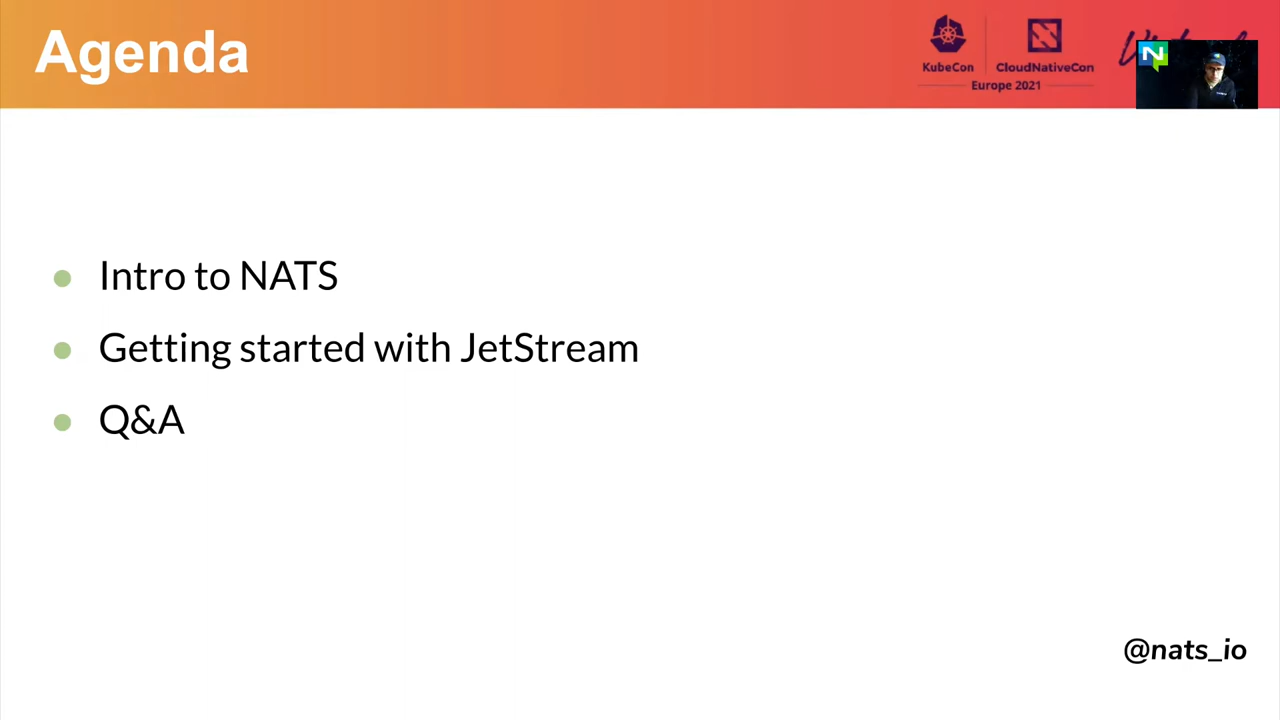 Agenda
KubeCon
CloudNativeCon
Europe 2021
Intro to NATS
Getting started with JetStream
Q&A
@nats_io